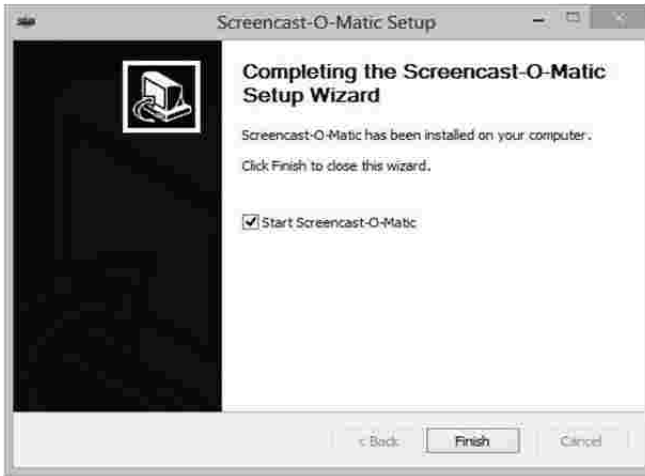 Screencast-O-Matic Setup
Completing the Screencast-O-Matic
Setup Wizard
Screencast-O-Matic has been installed on your computer.
Click Finish to close this wizard.
Start Screencast-O-Matic
< Back
Finish
Cancel